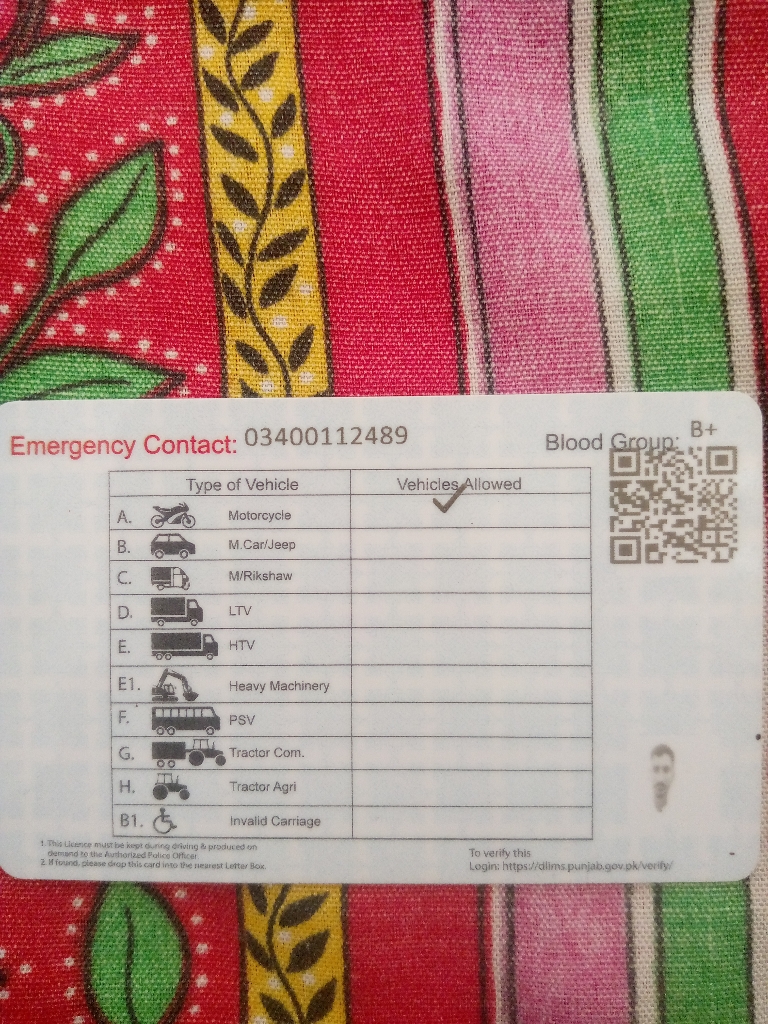 Emergency Contact: 03400112489
Blood Group: B+
Type of Vehicle Vehicles Allowed
A. Motorcycle ✓
B. M.Car/Jeep
C. M/Rikshaw
D. LTV
E. HTV
E1. Heavy Machinery
F. PSV
G. Tractor Com.
H. Tractor Agri
B1. Invalid Carriage
1. This Licence must be kept during driving & produced on
demand to the Authorized Police Officer.
2. If found, please drop this card into the nearest Letter Box.
To verify this
Login: https://dlims.punjab.gov.pk/verify/